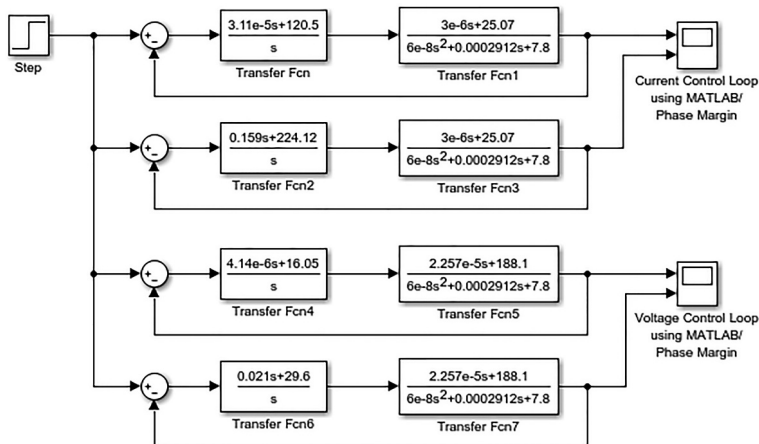 Step
+
-
3.11e-5s+120.5
s
Transfer Fcn
3e-6s+25.07
6e-8s²+0.0002912s+7.8
Transfer Fcn1
Current Control Loop
using MATLAB/
Phase Margin
+
-
0.159s+224.12
s
Transfer Fcn2
3e-6s+25.07
6e-8s²+0.0002912s+7.8
Transfer Fcn3
+
-
4.14e-6s+16.05
s
Transfer Fcn4
2.257e-5s+188.1
6e-8s²+0.0002912s+7.8
Transfer Fcn5
Voltage Control Loop
using MATLAB/
Phase Margin
+
-
0.021s+29.6
s
Transfer Fcn6
2.257e-5s+188.1
6e-8s²+0.0002912s+7.8
Transfer Fcn7